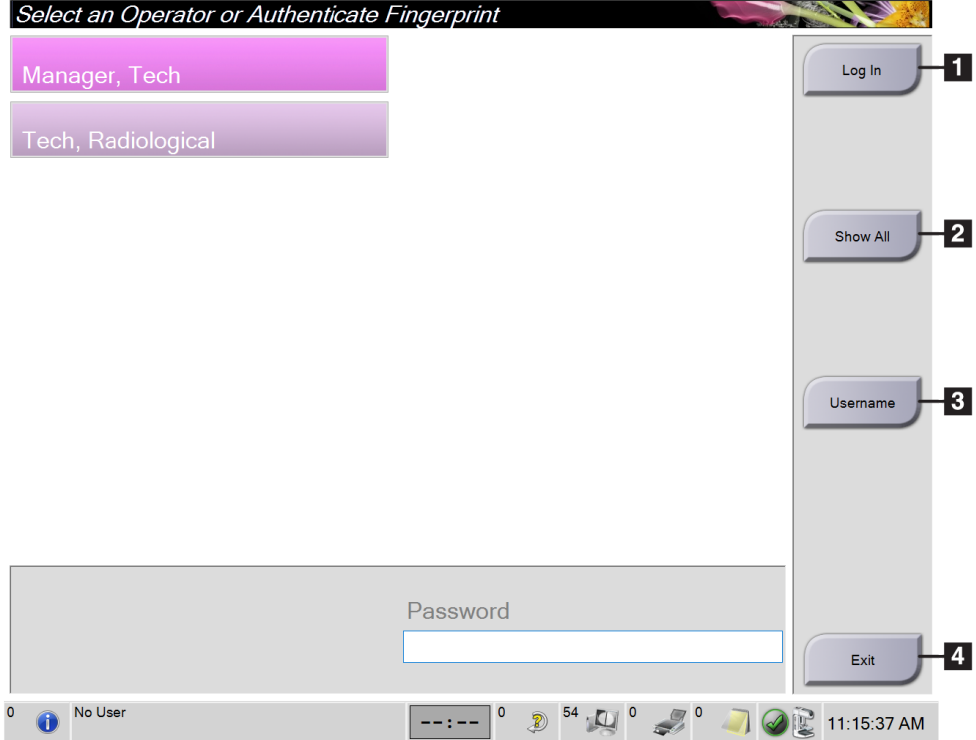 Select an Operator or Authenticate Fingerprint
Manager, Tech
Tech, Radiological
Log In
1
Show All
2
Username
3
Password
Exit
4
0
No User
--:--
0
54
0
0
11:15:37 AM